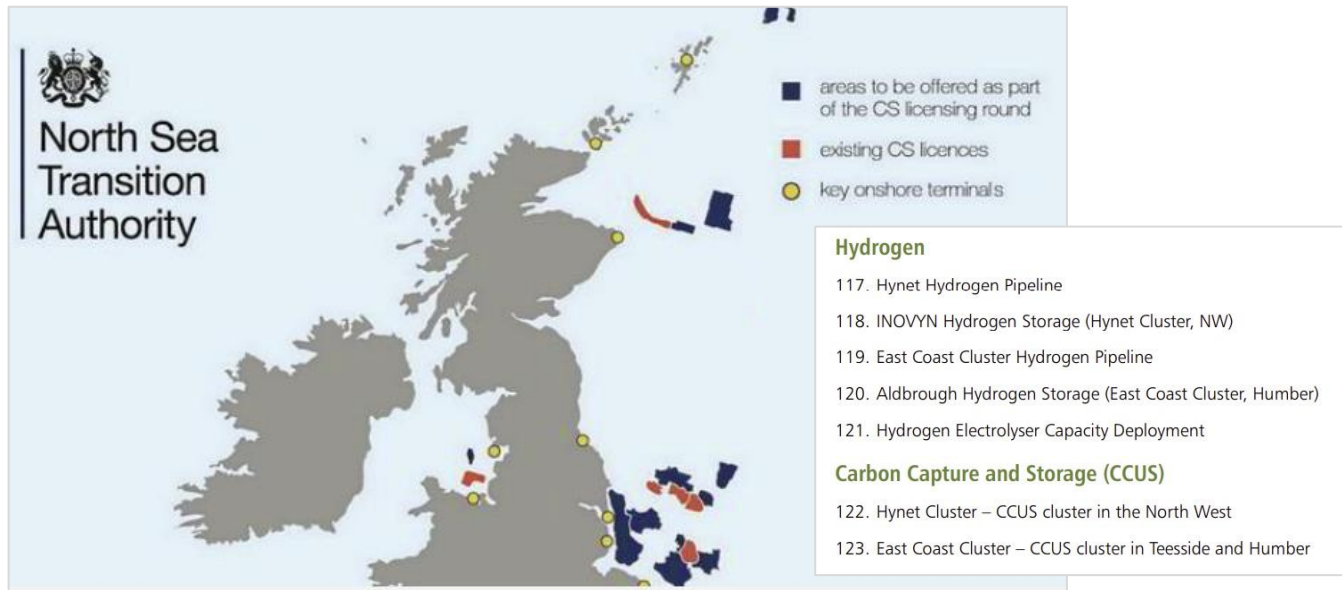 North Sea
Transition
Authority
areas to be offered as part
of the CS licensing round
existing CS licences
key onshore terminals
Hydrogen
117. Hynet Hydrogen Pipeline
118. INOVYN Hydrogen Storage (Hynet Cluster, NW)
119. East Coast Cluster Hydrogen Pipeline
120. Aldbrough Hydrogen Storage (East Coast Cluster, Humber)
121. Hydrogen Electrolyser Capacity Deployment
Carbon Capture and Storage (CCUS)
122. Hynet Cluster – CCUS cluster in the North West
123. East Coast Cluster – CCUS cluster in Teesside and Humber